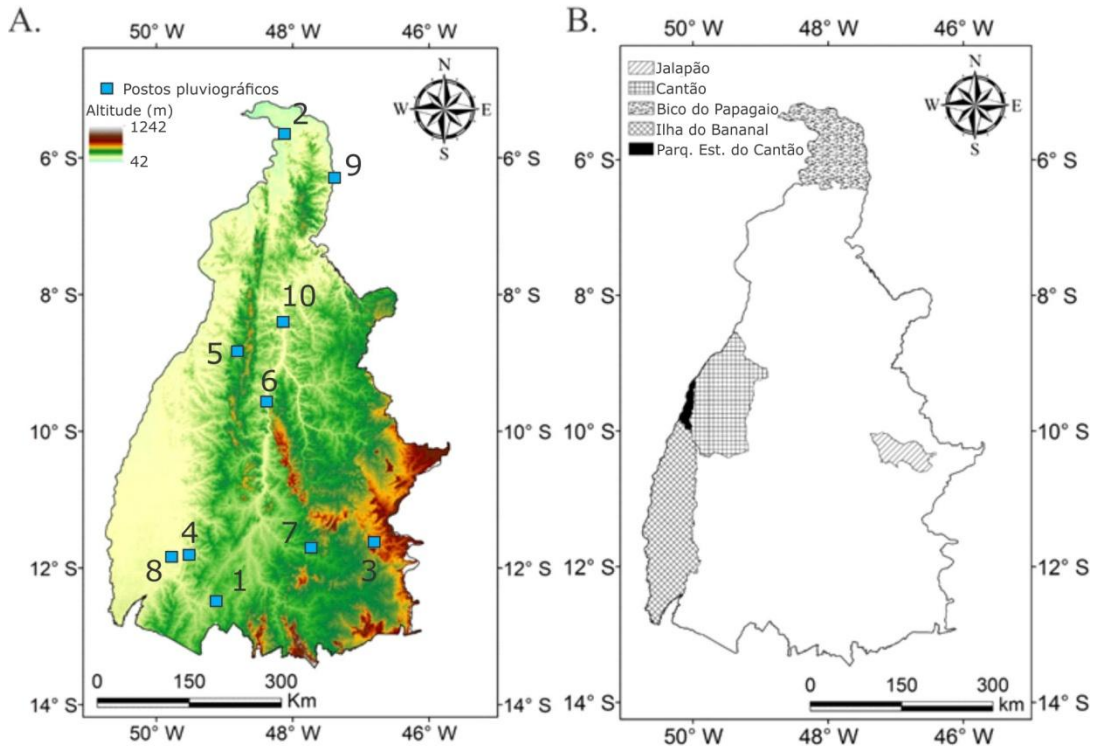 A.
50° W 48° W 46° W
N
W E
S
Postos pluviográficos
Altitude (m)
1242
42
2
9
6° S
6° S
8° S
8° S
10
5
6
10° S
10° S
4
7
8
3
1
12° S
12° S
0 150 300
Km
14° S
14° S
50° W 48° W 46° W
B.
50° W 48° W 46° W
N
W E
S
Jalapão
Cantão
Bico do Papagaio
Ilha do Bananal
Parq. Est. do Cantão
6° S
6° S
8° S
8° S
10° S
10° S
12° S
12° S
0 150 300
km
14° S
14° S
50° W 48° W 46° W